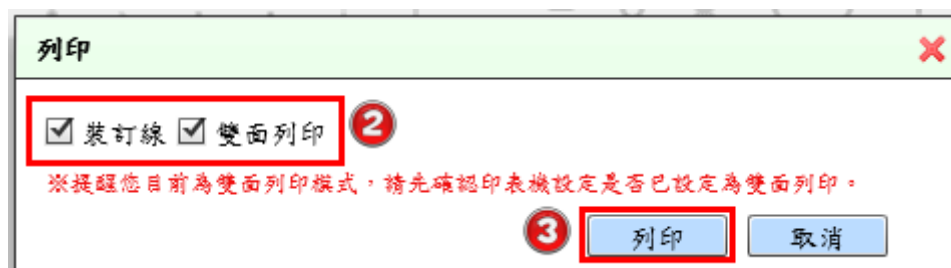 列印
裝訂線 雙面列印 2
※提醒您目前為雙面列印模式，請先確認印表機設定是否已設定為雙面列印。
3 列印 取消